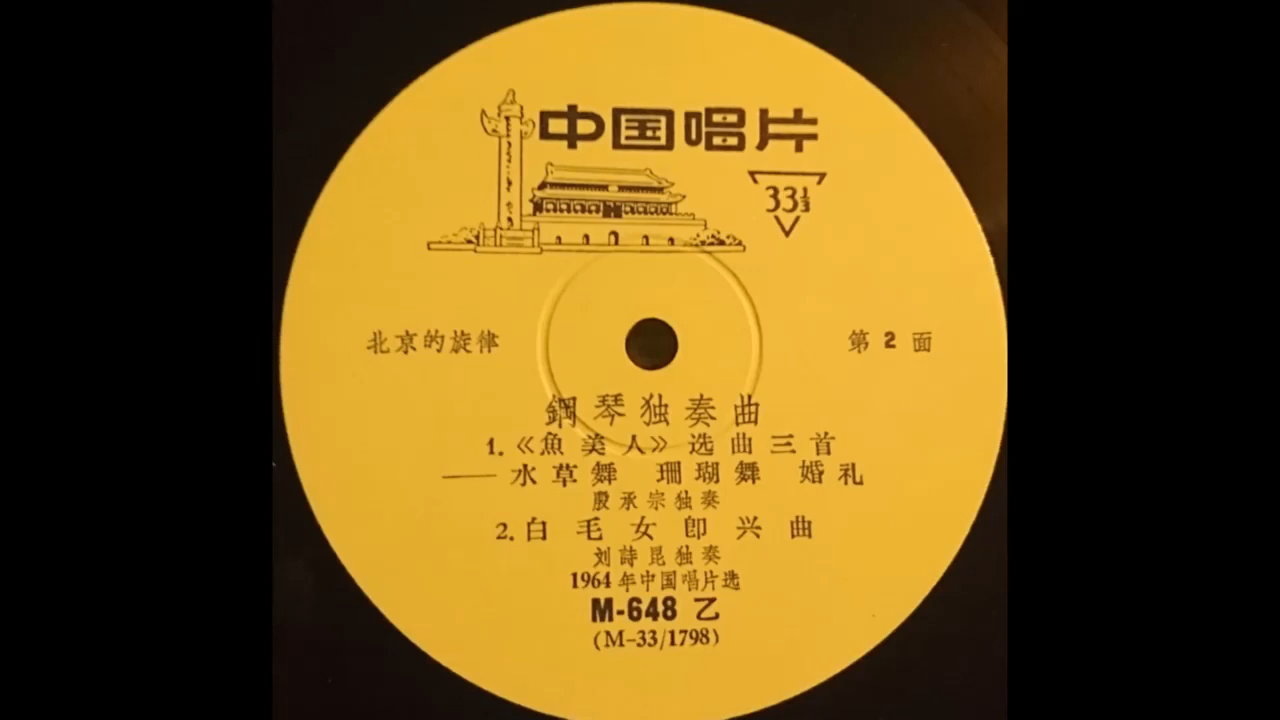 中国唱片
33⅓
北京的旋律
第 2 面
鋼琴独奏曲
1.《魚美人》选曲三首
——水草舞 珊瑚舞 婚礼
殷承宗独奏
2.白毛女即兴曲
刘詩昆独奏
1964年中国唱片选
M-648 乙
(M-33/1798)